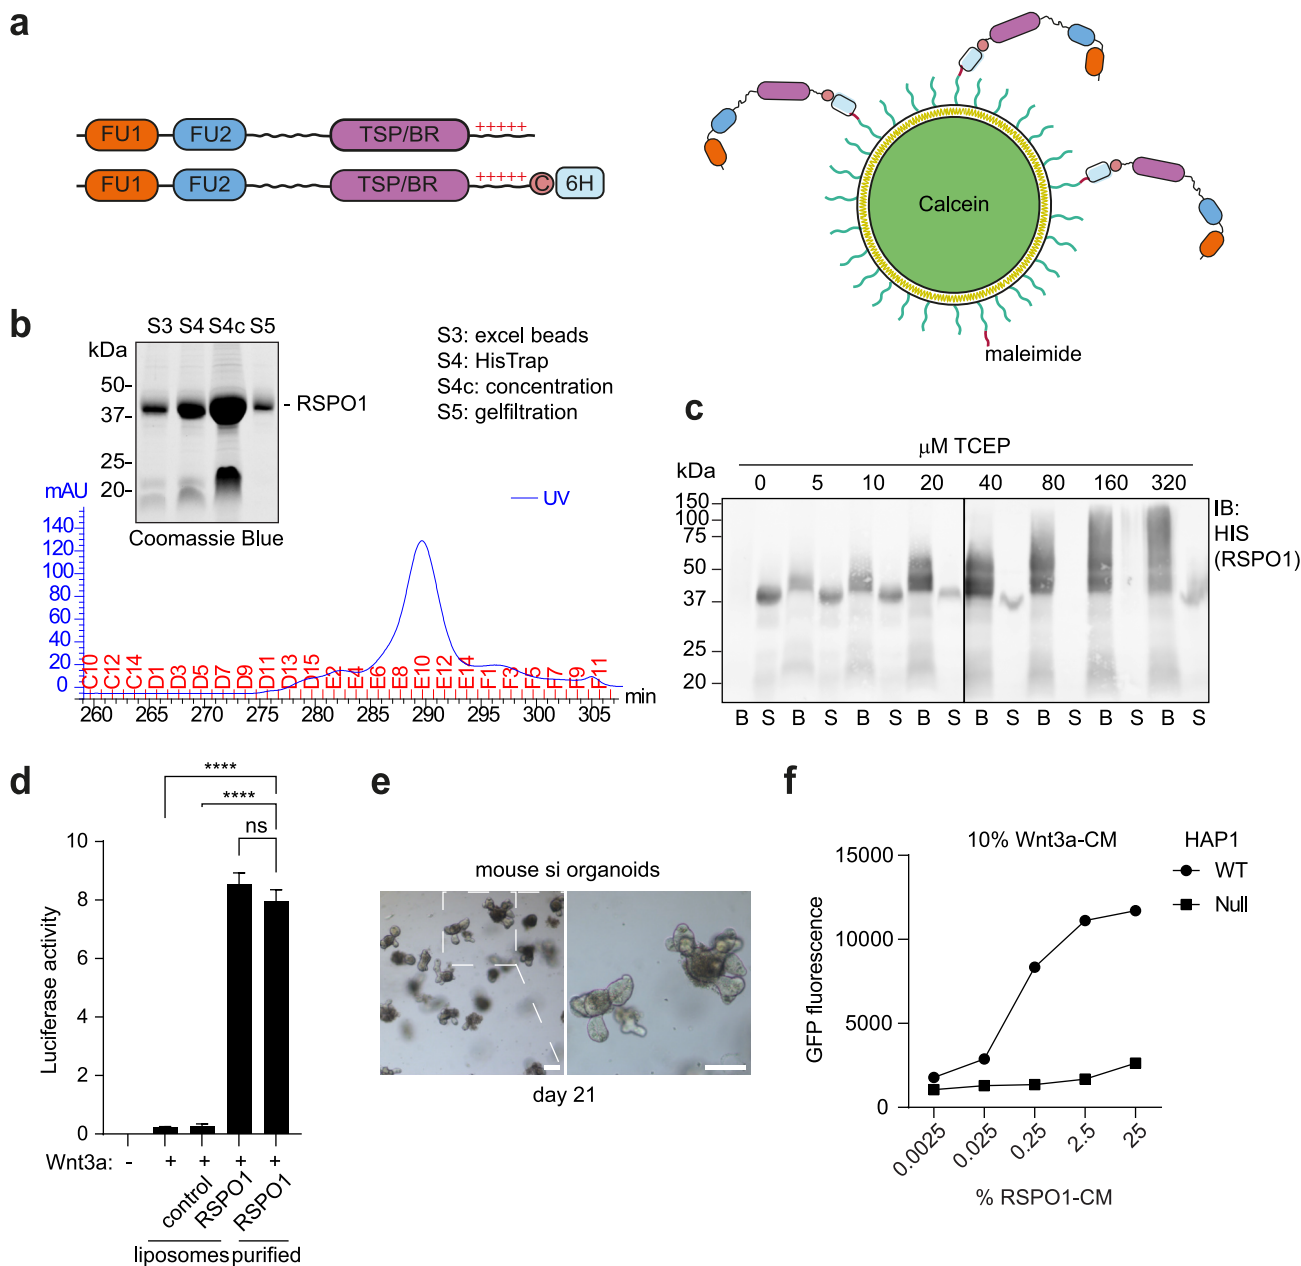 a
FU1 FU2 TSP/BR +++++
FU1 FU2 TSP/BR +++++ C 6H
Calcein
maleimide
b
S3 S4 S4c S5
kDa
50-
37-
25-
20-
- RSPO1
Coomassie Blue
S3: excel beads
S4: HisTrap
S4c: concentration
S5: gelfiltration
mAU
UV
140
120
100
80
60
40
20
0
C10 C12 C14 D1 D3 D5 D7 D9 D11 D13 D15 E2 E4 E6 E8 E10 E12 E14 F1 F3 F5 F7 F9 F11
min
260 265 270 275 280 285 290 295 300 305
c
μM TCEP
kDa
0 5 10 20 40 80 160 320
150
100
75
50
37
25
20
IB:
HIS
(RSPO1)
B S B S B S B S B S B S B S B S
d
****
****
ns
10
8
6
4
2
0
Luciferase activity
Wnt3a: - + + + +
control
RSPO1
RSPO1
liposomes purified
e
mouse si organoids
day 21
f
10% Wnt3a-CM
HAP1
WT
Null
15000
10000
5000
0
GFP fluorescence
0.0025 0.025 0.25 2.5 25
% RSPO1-CM